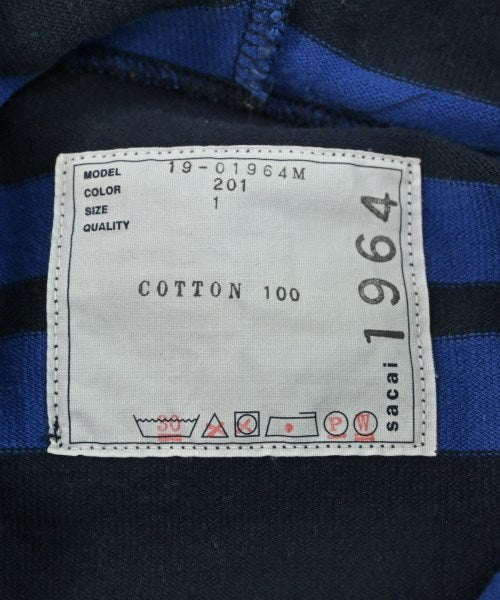 MODEL 19-01964M
COLOR 201
SIZE 1
QUALITY
COTTON 100
30
P W
sacai 1964